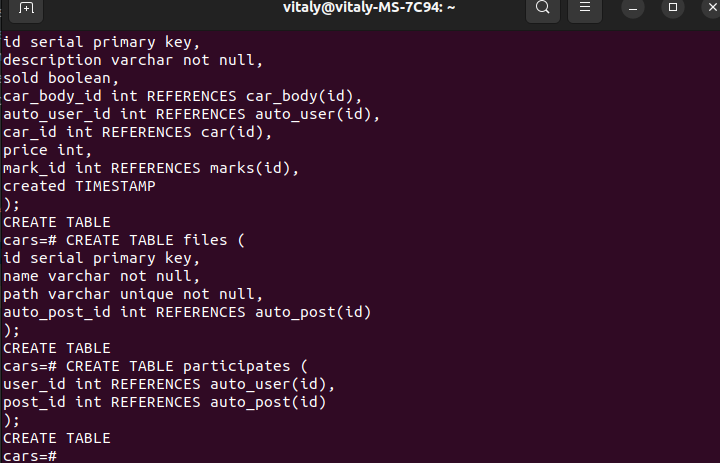 vitaly@vitaly-MS-7C94: ~
id serial primary key,
description varchar not null,
sold boolean,
car_body_id int REFERENCES car_body(id),
auto_user_id int REFERENCES auto_user(id),
car_id int REFERENCES car(id),
price int,
mark_id int REFERENCES marks(id),
created TIMESTAMP
);
CREATE TABLE
cars=# CREATE TABLE files (
id serial primary key,
name varchar not null,
path varchar unique not null,
auto_post_id int REFERENCES auto_post(id)
);
CREATE TABLE
cars=# CREATE TABLE participates (
user_id int REFERENCES auto_user(id),
post_id int REFERENCES auto_post(id)
);
CREATE TABLE
cars=#